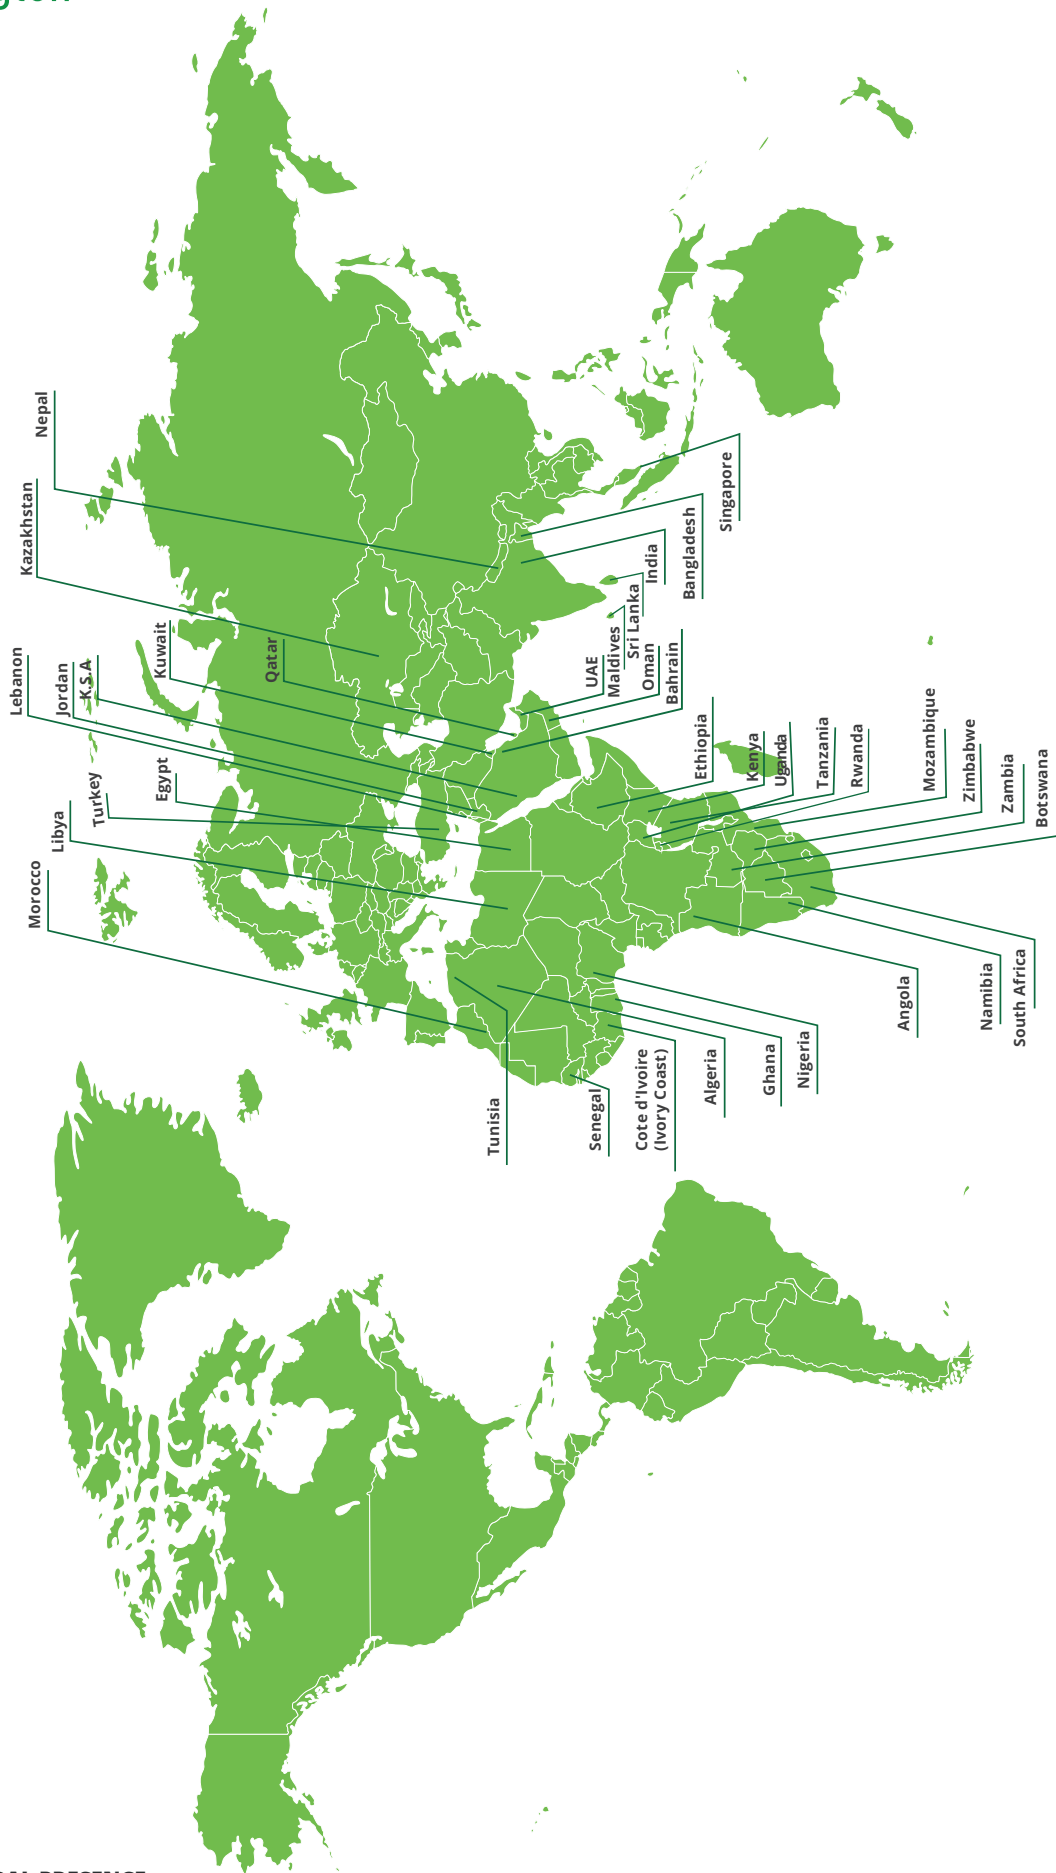 Nepal
Kazakhstan
Lebanon
Jordan
K.S.A
Kuwait
Qatar
Egypt
Turkey
Libya
Morocco
Singapore
Bangladesh
India
Sri Lanka
Maldives
UAE
Oman
Bahrain
Ethiopia
Kenya
Uganda
Tanzania
Rwanda
Mozambique
Zimbabwe
Zambia
Botswana
South Africa
Namibia
Angola
Nigeria
Ghana
Algeria
Cote d'Ivoire
(Ivory Coast)
Senegal
Tunisia
PRESENCE